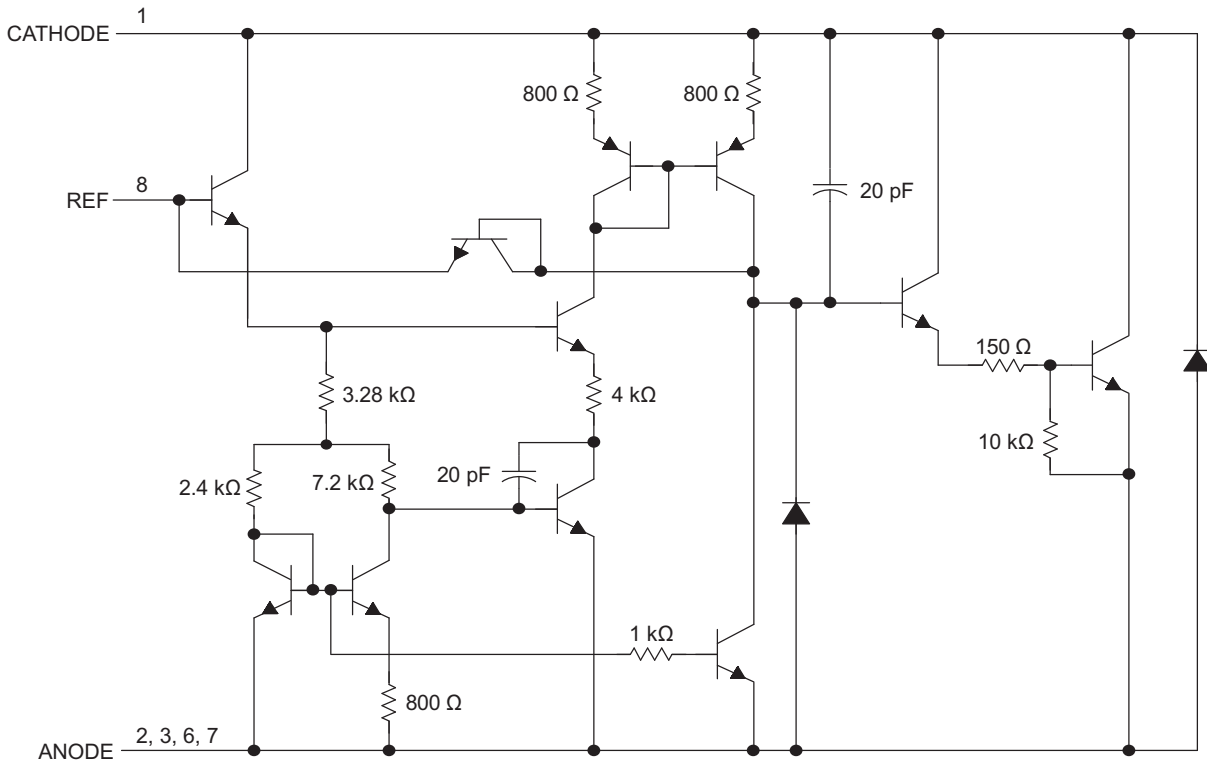 1
CATHODE
800 Ω
800 Ω
8
REF
20 pF
150 Ω
3.28 kΩ
4 kΩ
10 kΩ
2.4 kΩ
7.2 kΩ
20 pF
1 kΩ
800 Ω
2, 3, 6, 7
ANODE